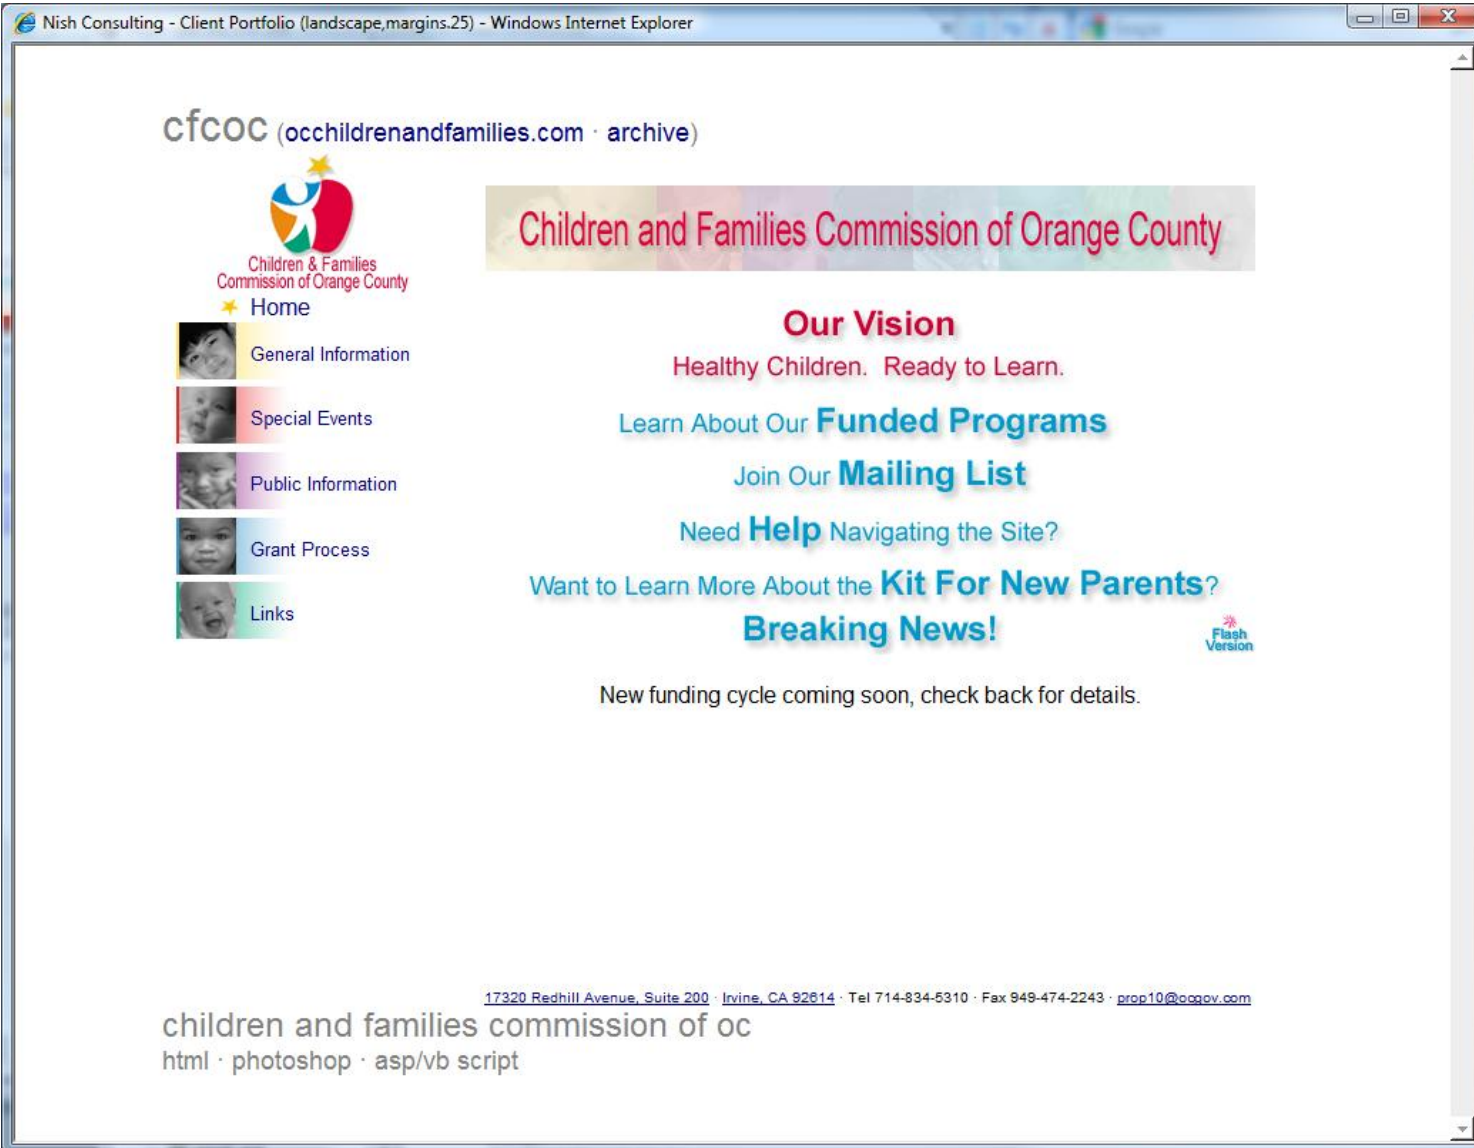 Nish Consulting - Client Portfolio (landscape,margins.25) - Windows Internet Explorer
cfcoc (occhildrenandfamilies.com · archive)
Children & Families
Commission of Orange County
Home
General Information
Special Events
Public Information
Grant Process
Links
Children and Families Commission of Orange County
Our Vision
Healthy Children. Ready to Learn.
Learn About Our Funded Programs
Join Our Mailing List
Need Help Navigating the Site?
Want to Learn More About the Kit For New Parents?
Breaking News!
Flash
Version
New funding cycle coming soon, check back for details.
17320 Redhill Avenue, Suite 200 · Irvine, CA 92614 · Tel 714-834-5310 · Fax 949-474-2243 · prop10@ocgov.com
children and families commission of oc
html · photoshop · asp/vb script